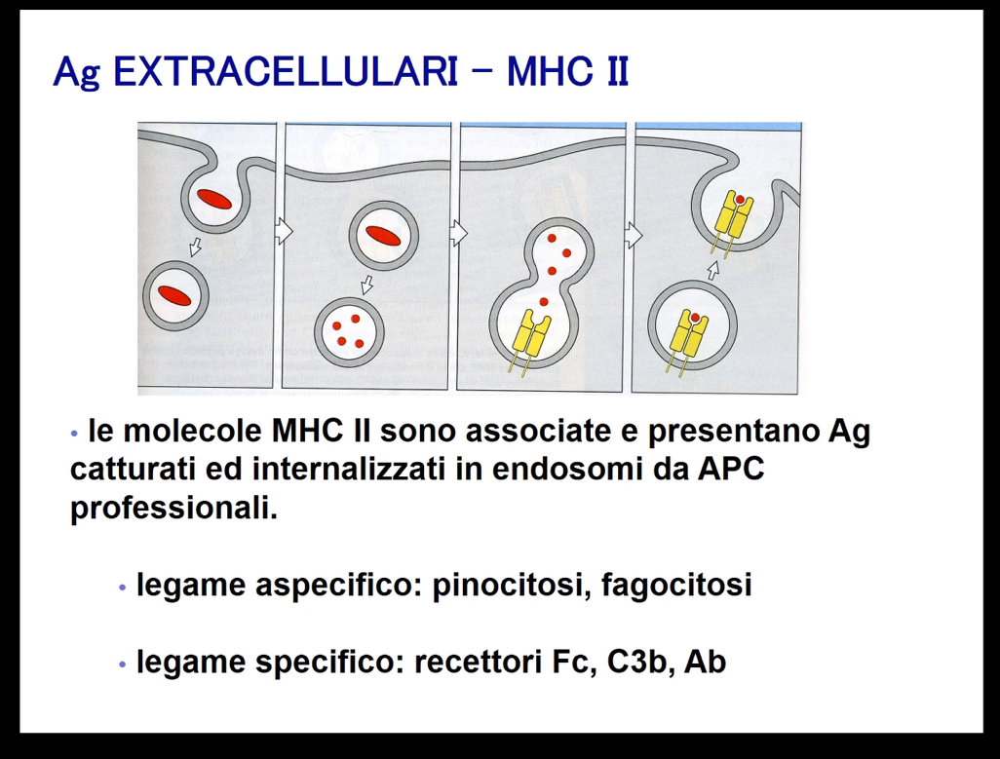 Ag EXTRACELLULARI – MHC II
• le molecole MHC II sono associate e presentano Ag
catturati ed internalizzati in endosomi da APC
professionali.
• legame aspecifico: pinocitosi, fagocitosi
• legame specifico: recettori Fc, C3b, Ab